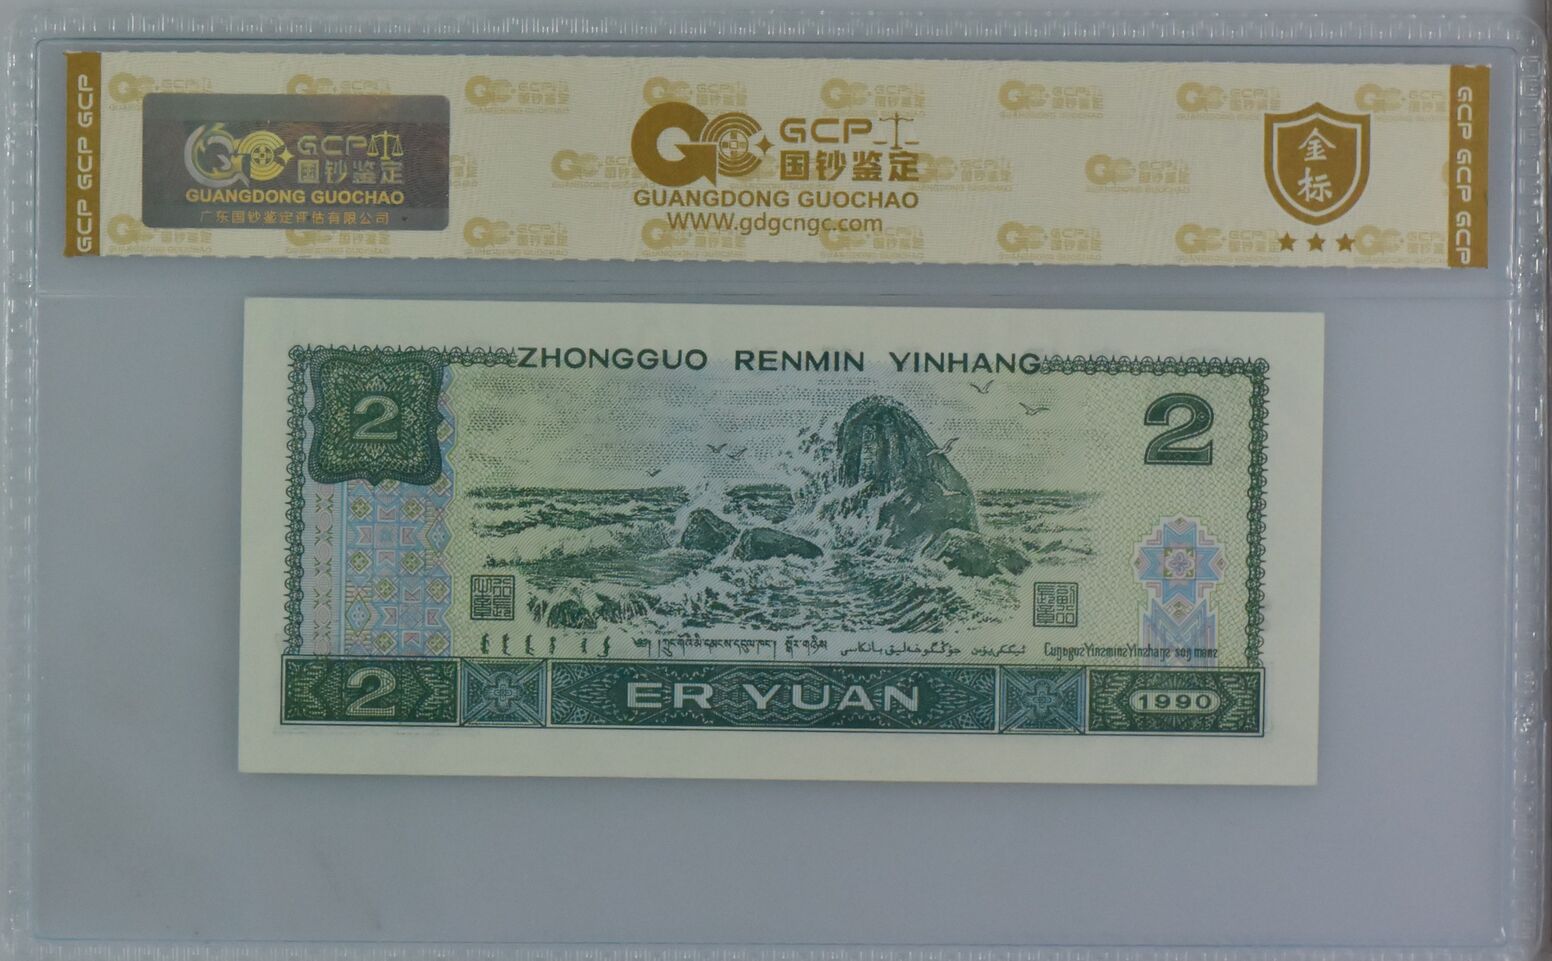 GCP GCP GCP
GCP
国钞鉴定
GUANGDONG GUOCHAO
广东国钞鉴定评估有限公司
GCP
国钞鉴定
GUANGDONG GUOCHAO
WWW.gdgcngc.com
金
标
GCP GCP GCP
ZHONGGUO RENMIN YINHANG
2
2
2
ER YUAN
1990